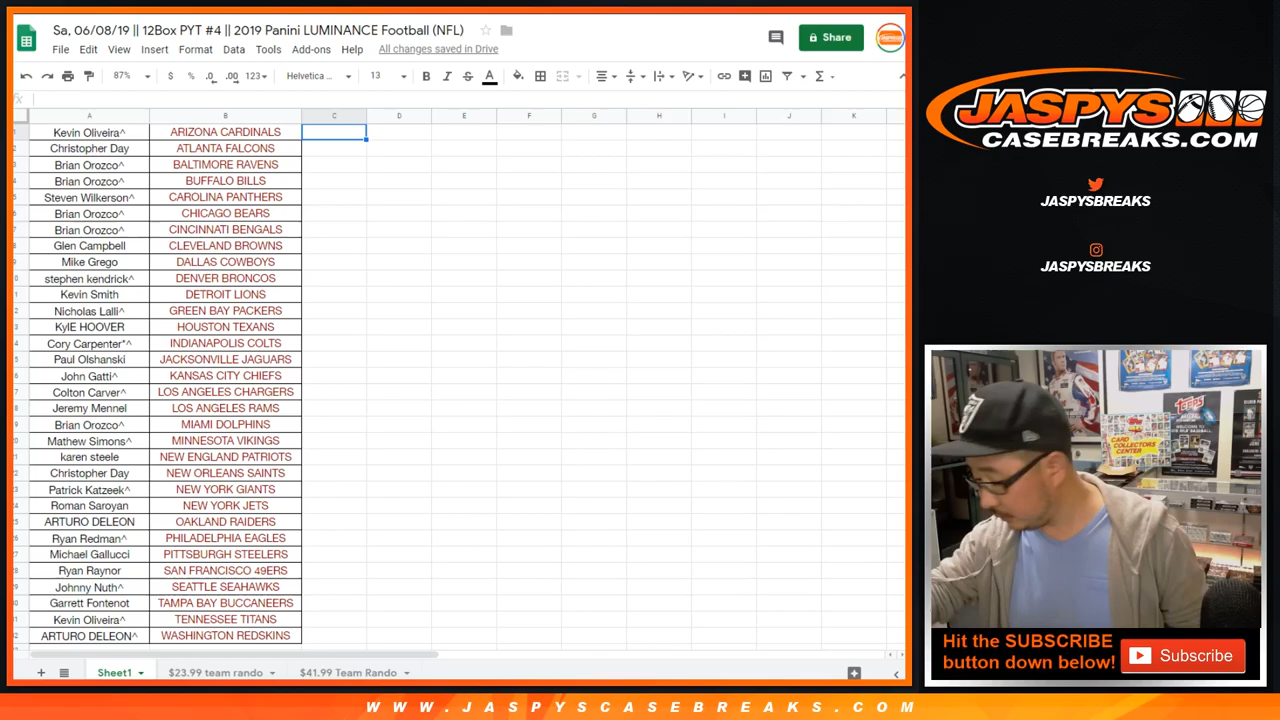 Sa, 06/08/19 || 12Box PYT #4 || 2019 Panini LUMINANCE Football (NFL)
File Edit View Insert Format Data Tools Add-ons Help All changes saved in Drive
Share
87% $ % .0 .00 123 Helvetica ... 13 B I S A
fx
A B C D E F G H I J K
Kevin Oliveira^ ARIZONA CARDINALS
Christopher Day ATLANTA FALCONS
Brian Orozco^ BALTIMORE RAVENS
Brian Orozco^ BUFFALO BILLS
Steven Wilkerson^ CAROLINA PANTHERS
Brian Orozco^ CHICAGO BEARS
Brian Orozco^ CINCINNATI BENGALS
Glen Campbell CLEVELAND BROWNS
Mike Grego DALLAS COWBOYS
stephen kendrick^ DENVER BRONCOS
Kevin Smith DETROIT LIONS
Nicholas Lalli^ GREEN BAY PACKERS
KylE HOOVER HOUSTON TEXANS
Cory Carpenter*^ INDIANAPOLIS COLTS
Paul Olshanski JACKSONVILLE JAGUARS
John Gatti^ KANSAS CITY CHIEFS
Colton Carver^ LOS ANGELES CHARGERS
Jeremy Mennel LOS ANGELES RAMS
Brian Orozco^ MIAMI DOLPHINS
Mathew Simons^ MINNESOTA VIKINGS
karen steele NEW ENGLAND PATRIOTS
Christopher Day NEW ORLEANS SAINTS
Patrick Katzeek^ NEW YORK GIANTS
Roman Saroyan NEW YORK JETS
ARTURO DELEON OAKLAND RAIDERS
Ryan Redman^ PHILADELPHIA EAGLES
Michael Gallucci PITTSBURGH STEELERS
Ryan Raynor SAN FRANCISCO 49ERS
Johnny Nuth^ SEATTLE SEAHAWKS
Garrett Fontenot TAMPA BAY BUCCANEERS
Kevin Oliveira^ TENNESSEE TITANS
ARTURO DELEON^ WASHINGTON REDSKINS
Sheet1 $23.99 team rando $41.99 Team Rando
JASPYS
CASEBREAKS.COM
JASPYSBREAKS
JASPYSBREAKS
topps
CARD
COLLECTORS
CENTER
Topps
Hit the SUBSCRIBE
button down below!
Subscribe
WWW.JASPYSCASEBREAKS.COM